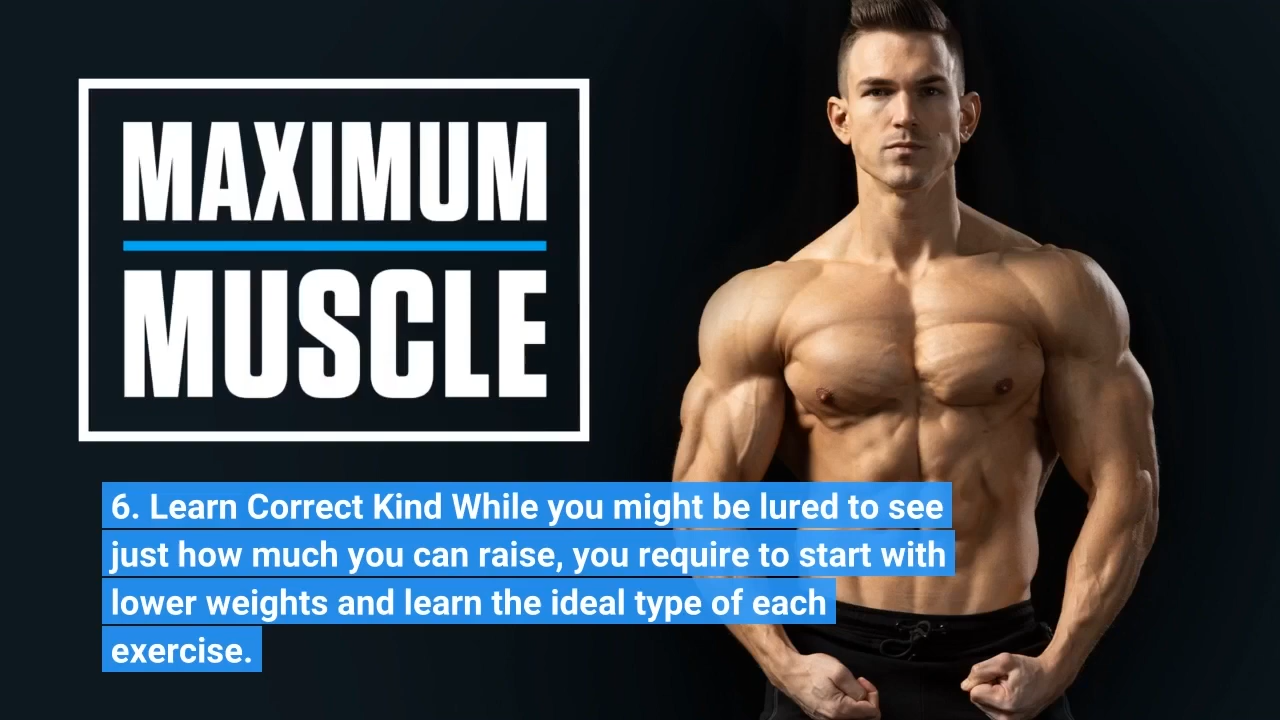 MAXIMUM
MUSCLE
6. Learn Correct Kind While you might be lured to see
just how much you can raise, you require to start with
lower weights and learn the ideal type of each
exercise.